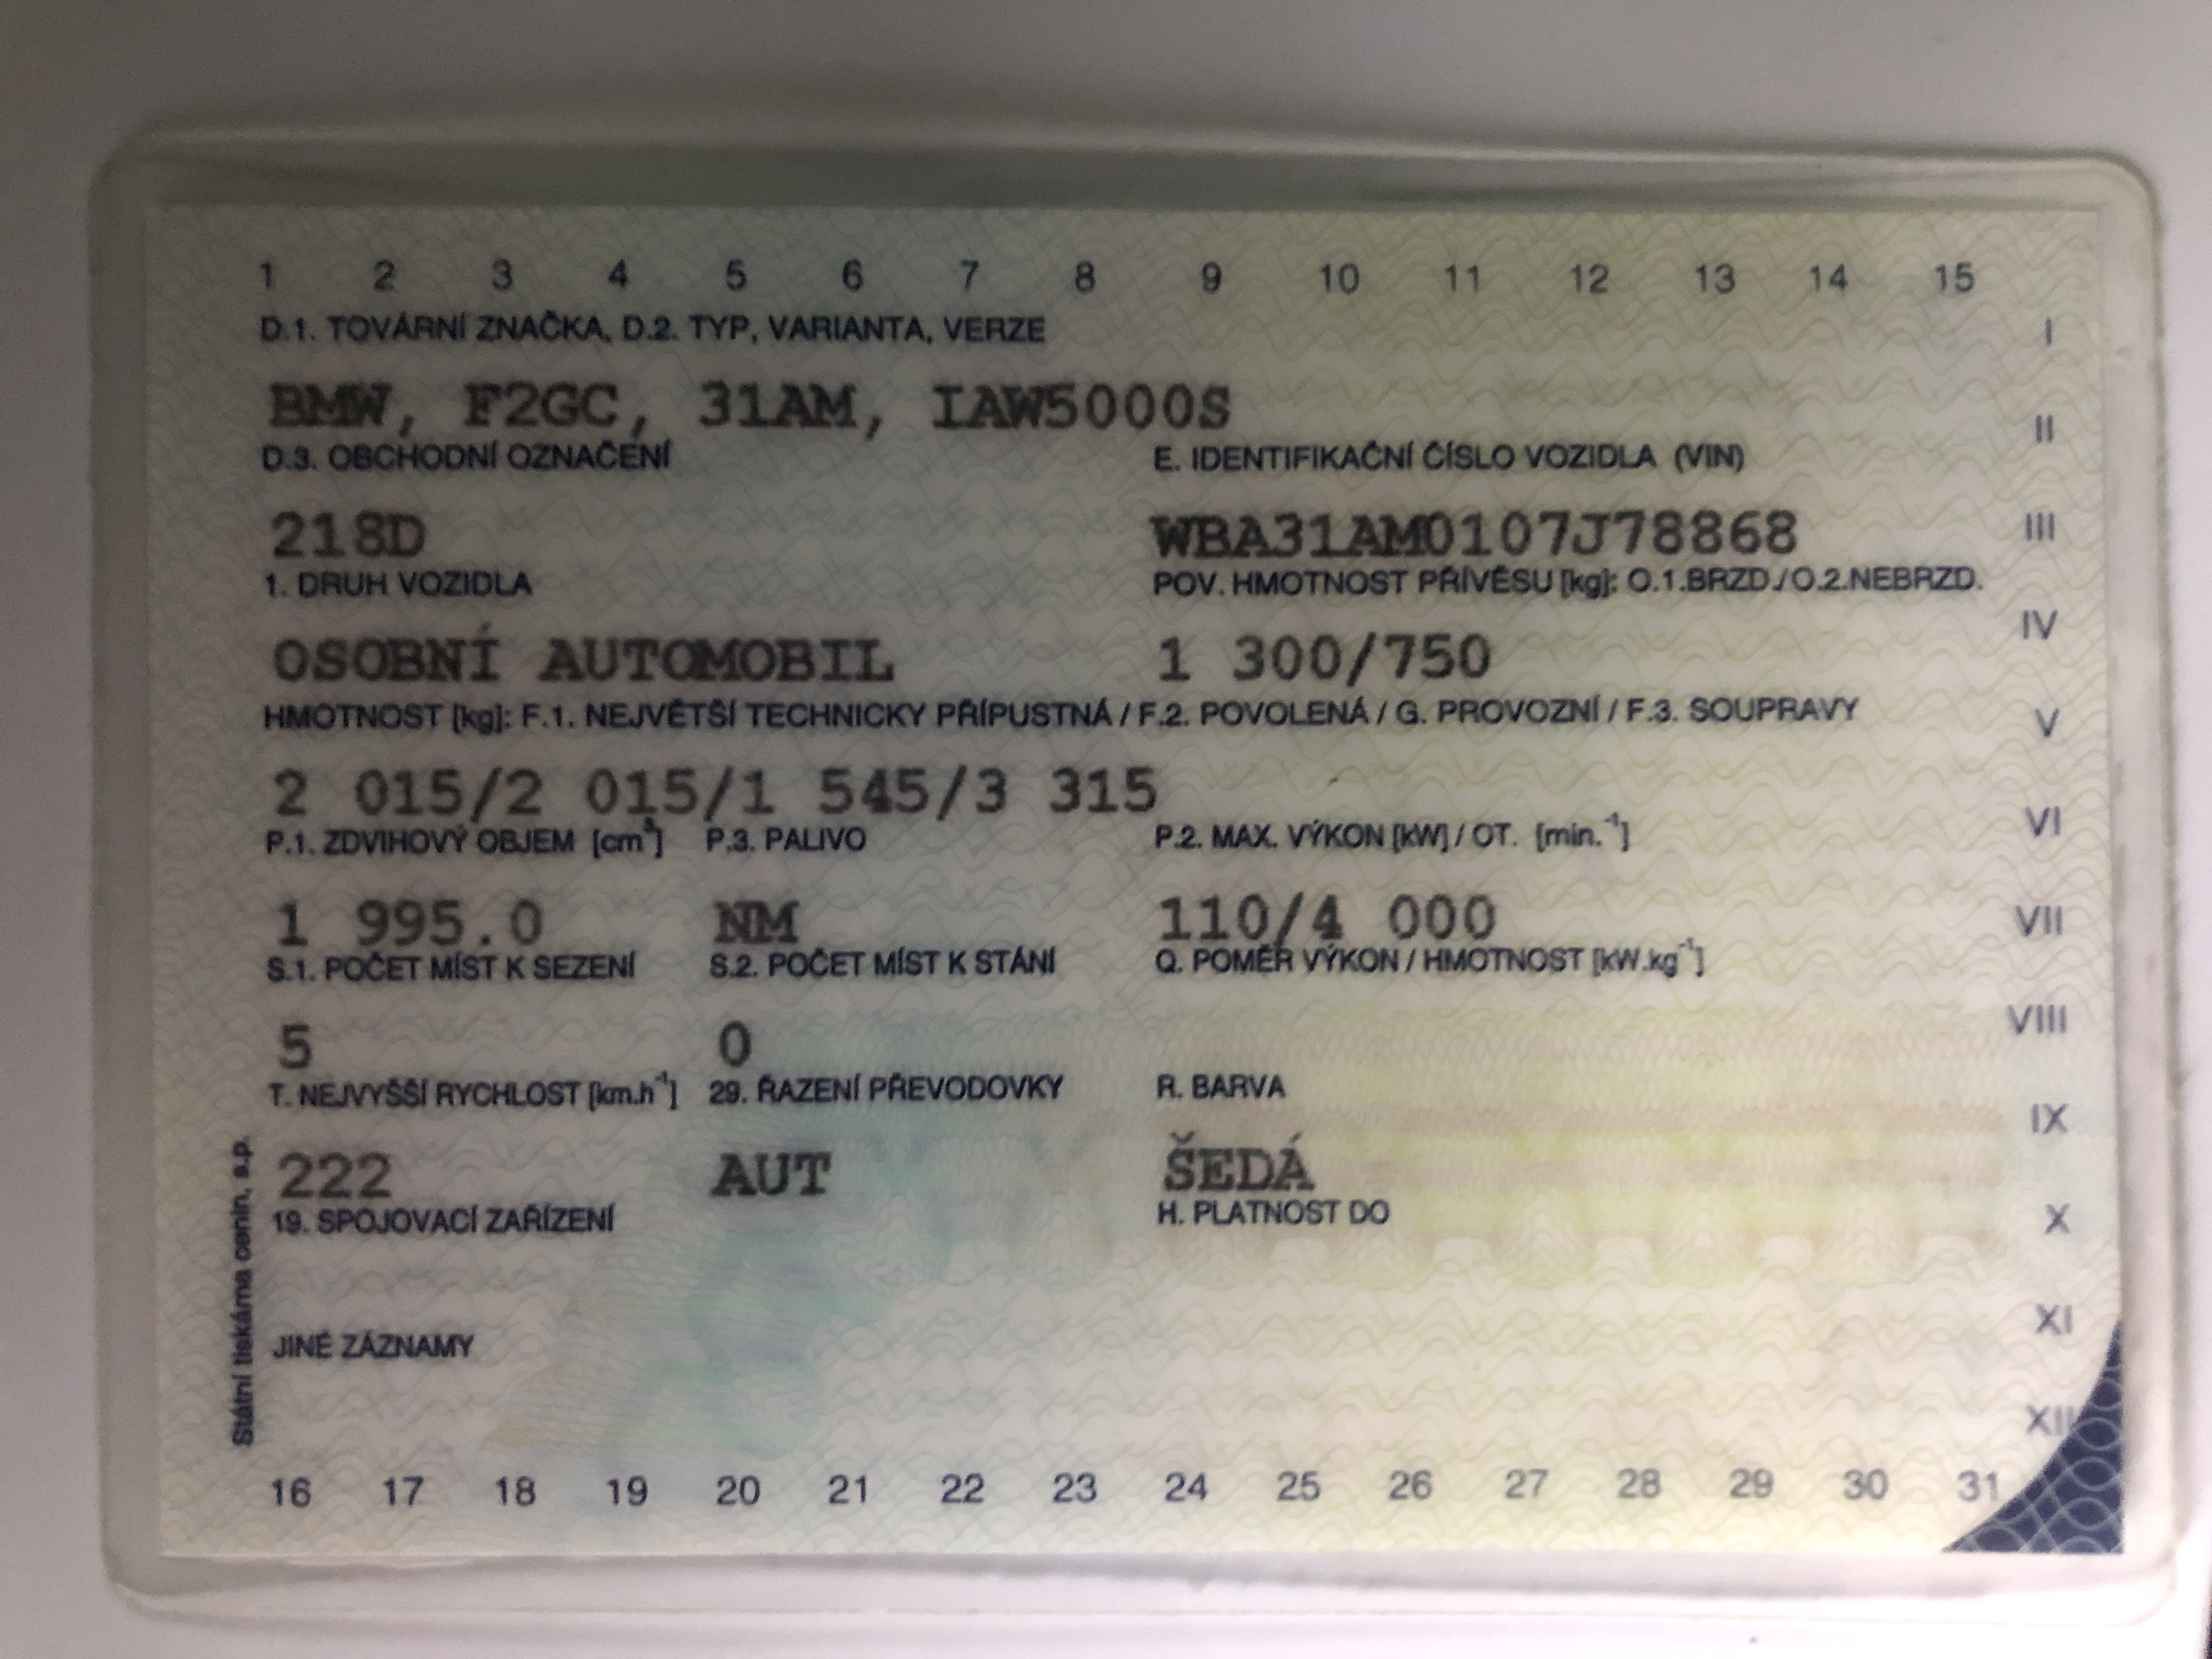 1 2 3 4 5 6 7 8 9 10 11 12 13 14 15
D.1. TOVÁRNÍ ZNAČKA, D.2. TYP, VARIANTA, VERZE
I
BMW, F2GC, 31AM, IAW5000S
II
D.3. OBCHODNÍ OZNAČENÍ E. IDENTIFIKAČNÍ ČÍSLO VOZIDLA (VIN)
218D WBA31AM0107J78868
III
1. DRUH VOZIDLA POV. HMOTNOST PŘÍVĚSU [kg]: O.1.BRZD./O.2.NEBRZD.
IV
OSOBNÍ AUTOMOBIL 1 300/750
HMOTNOST [kg]: F.1. NEJVĚTŠÍ TECHNICKY PŘÍPUSTNÁ / F.2. POVOLENÁ / G. PROVOZNÍ / F.3. SOUPRAVY
V
2 015/2 015/1 545/3 315
VI
P.1. ZDVIHOVÝ OBJEM [cm³] P.3. PALIVO P.2. MAX. VÝKON [kW] / OT. [min.⁻¹]
1 995.0 NM 110/4 000
VII
S.1. POČET MÍST K SEZENÍ S.2. POČET MÍST K STÁNÍ Q. POMĚR VÝKON / HMOTNOST [kW.kg⁻¹]
VIII
5 0
T. NEJVYŠŠÍ RYCHLOST [km.h⁻¹] 29. ŘAZENÍ PŘEVODOVKY R. BARVA
IX
222 AUT ŠEDÁ
19. SPOJOVACÍ ZAŘÍZENÍ H. PLATNOST DO
X
XI
JINÉ ZÁZNAMY
XII
Státní tiskárna cenin, s.p.
16 17 18 19 20 21 22 23 24 25 26 27 28 29 30 31